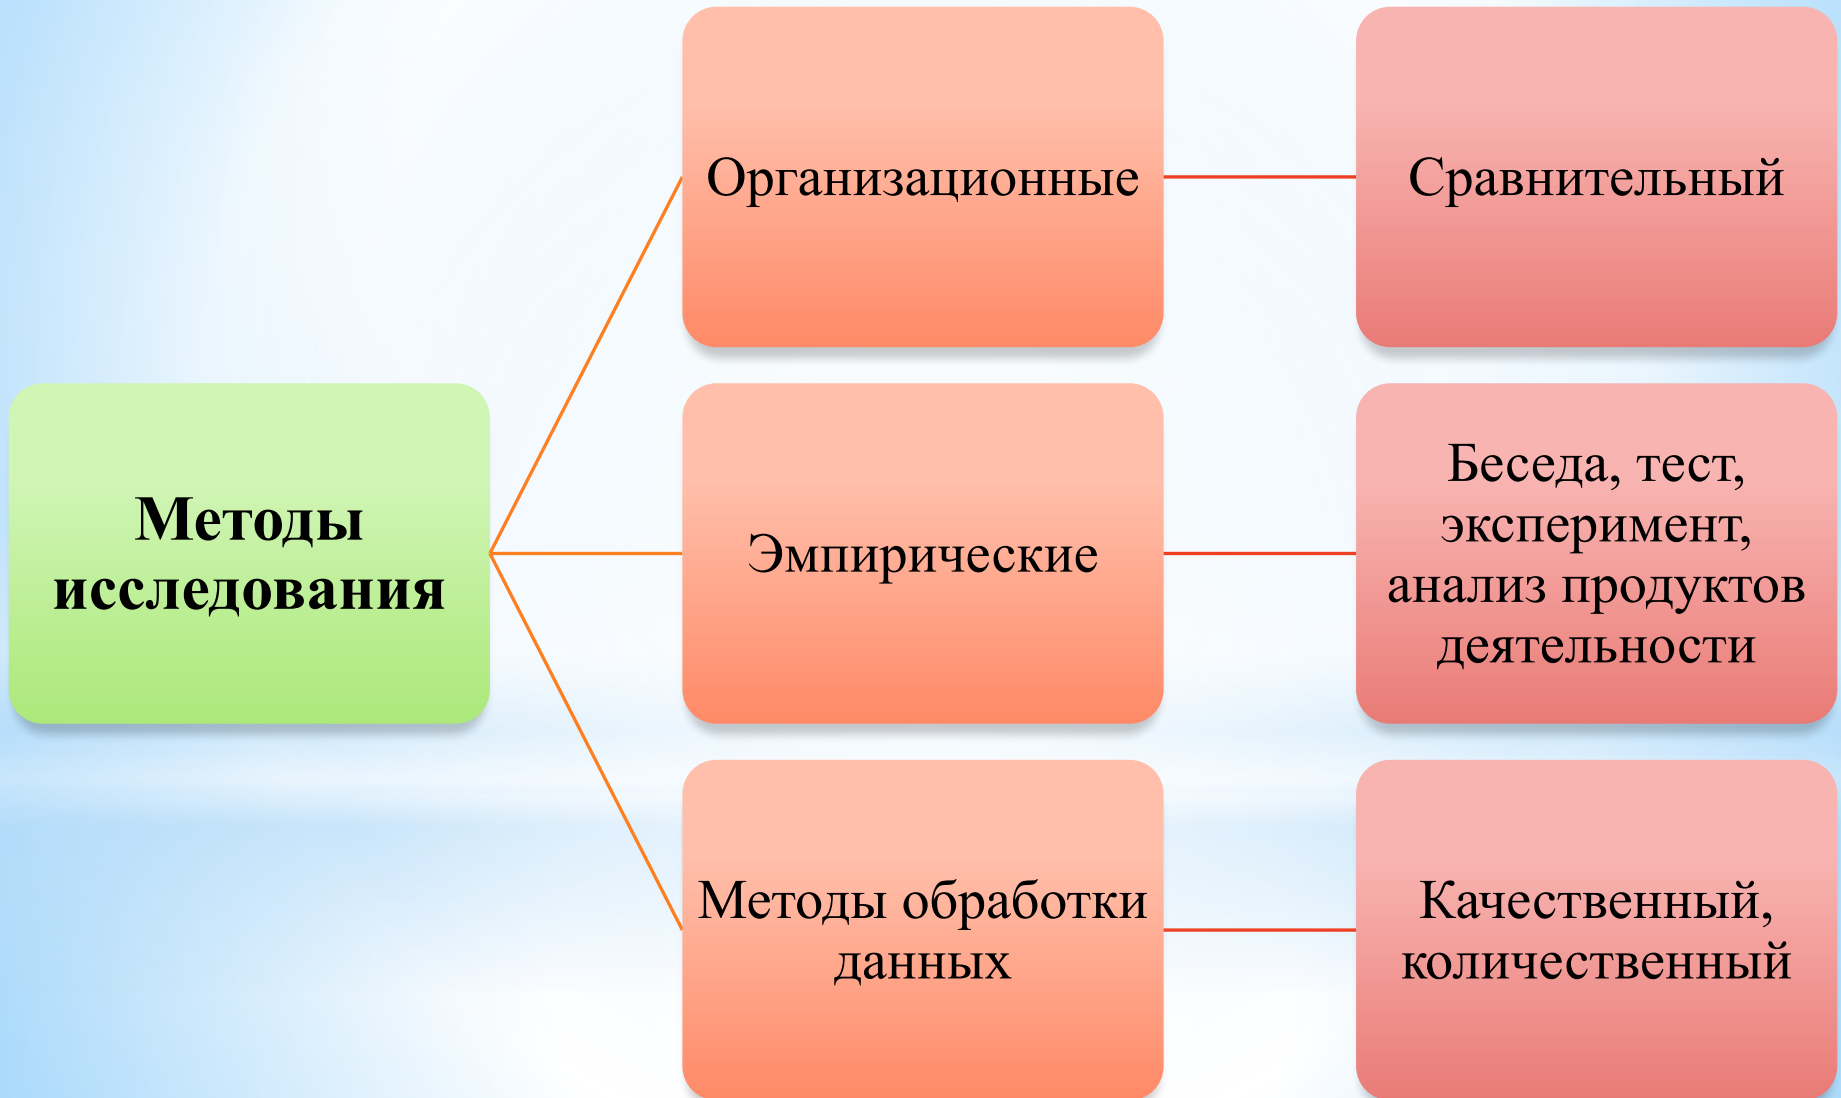 Методы
исследования
Организационные
Сравнительный
Эмпирические
Беседа, тест,
эксперимент,
анализ продуктов
деятельности
Методы обработки
данных
Качественный,
количественный